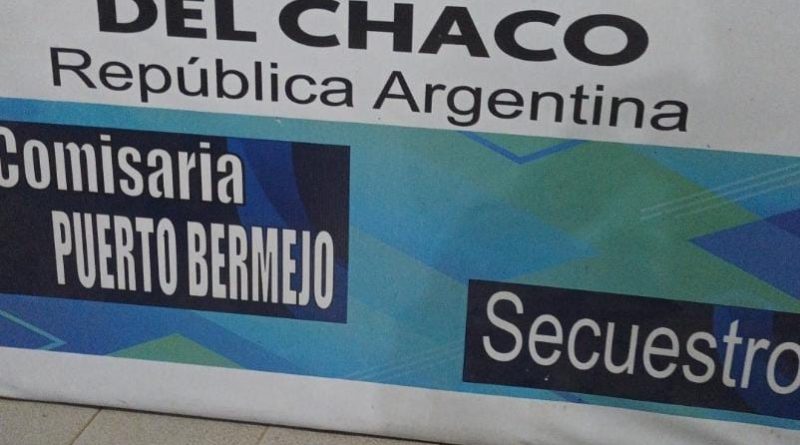 DEL CHACO
República Argentina
Comisaria
PUERTO BERMEJO
Secuestro